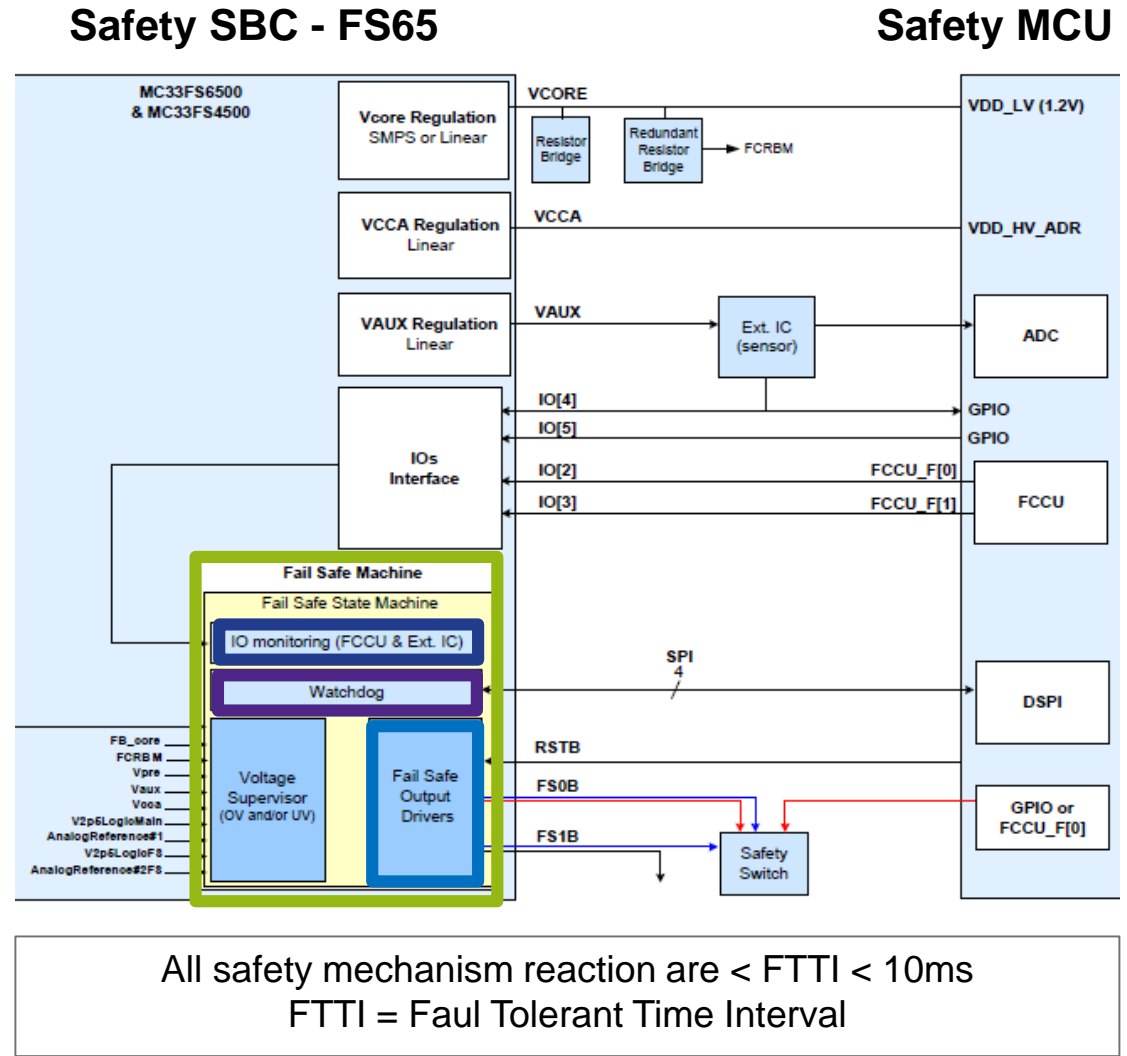 Safety SBC - FS65
Safety MCU
MC33FS6500
& MC33FS4500
Vcore Regulation
SMPS or Linear
VCORE
Resistor
Bridge
Redundant
Resistor
Bridge
FCRBM
VDD_LV (1.2V)
VCCA Regulation
Linear
VCCA
VDD_HV_ADR
VAUX Regulation
Linear
VAUX
Ext. IC
(sensor)
ADC
IOs
Interface
IO[4]
GPIO
IO[5]
GPIO
IO[2]
FCCU_F[0]
IO[3]
FCCU_F[1]
FCCU
Fail Safe Machine
Fail Safe State Machine
IO monitoring (FCCU & Ext. IC)
Watchdog
SPI
4
DSPI
FB_core
FCRBM
Vpre
Vaux
Vcca
V2p5LogicMain
AnalogReference#1
V2p5LogicFS
AnalogReference#2FS
Voltage
Supervisor
(OV and/or UV)
Fail Safe
Output
Drivers
RSTB
FS0B
FS1B
Safety
Switch
GPIO or
FCCU_F[0]
All safety mechanism reaction are < FTTI < 10ms
FTTI = Faul Tolerant Time Interval